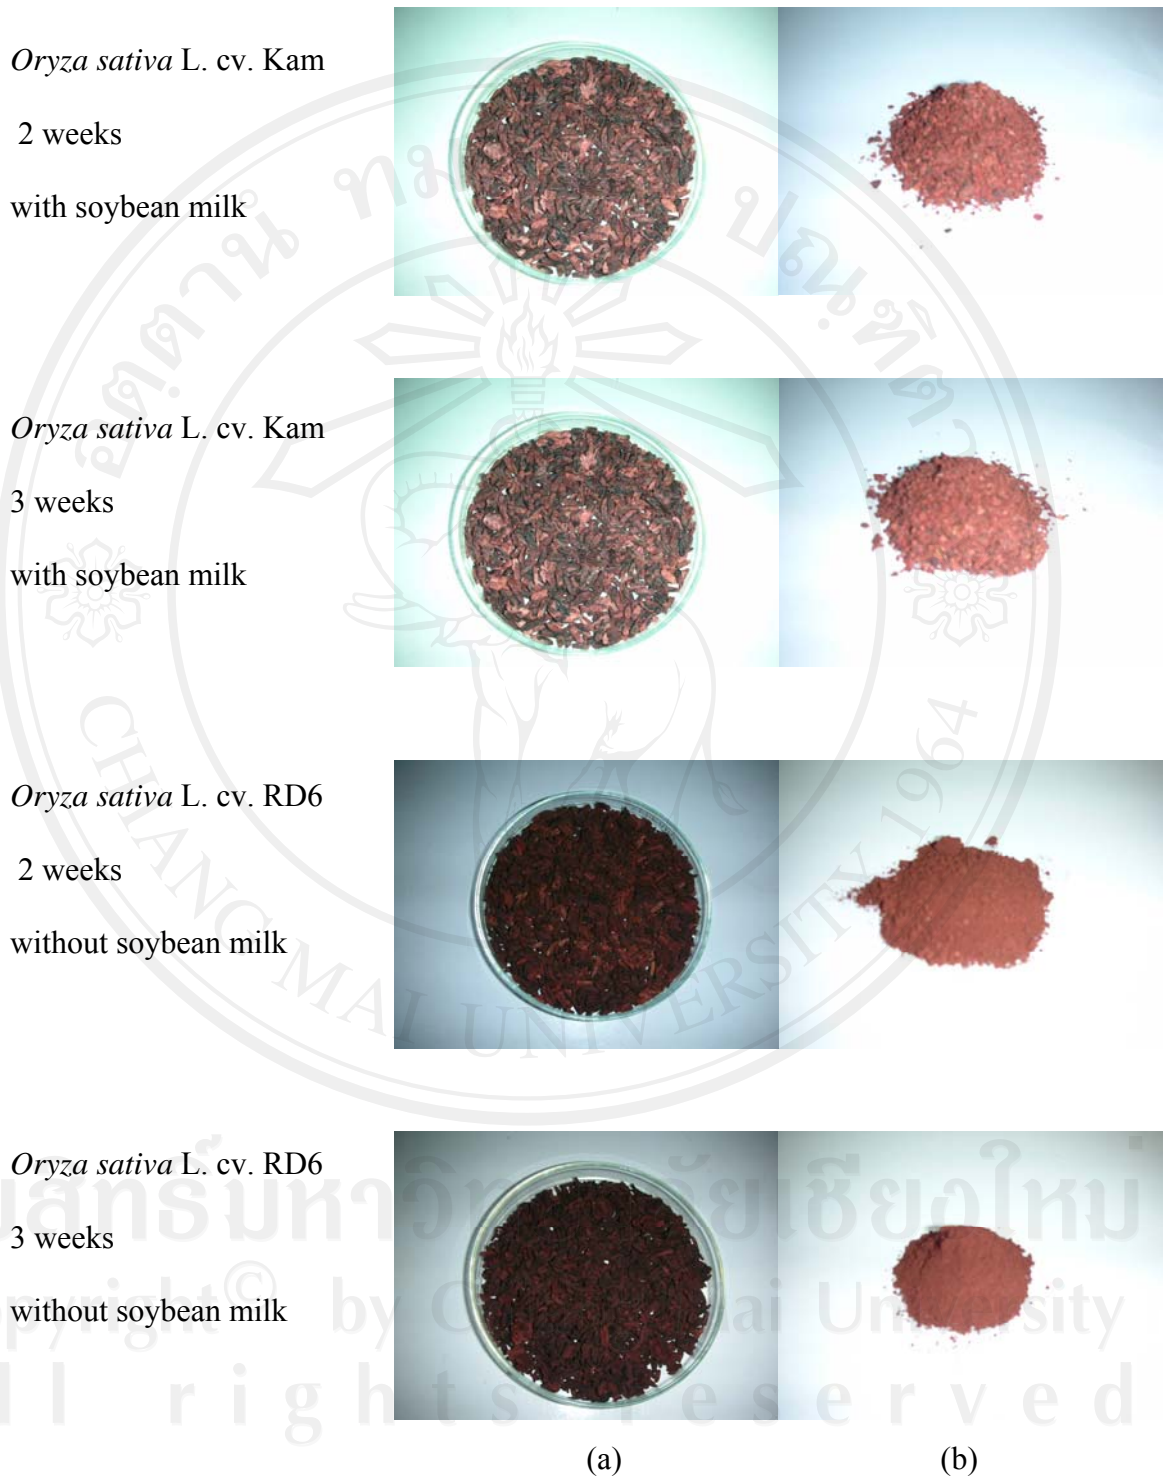 Oryza sativa L. cv. Kam
2 weeks
with soybean milk
Oryza sativa L. cv. Kam
3 weeks
with soybean milk
Oryza sativa L. cv. RD6
2 weeks
without soybean milk
Oryza sativa L. cv. RD6
3 weeks
without soybean milk
(a) (b)
CHIANG MAI UNIVERSITY 1964
by
University
All rights reserved